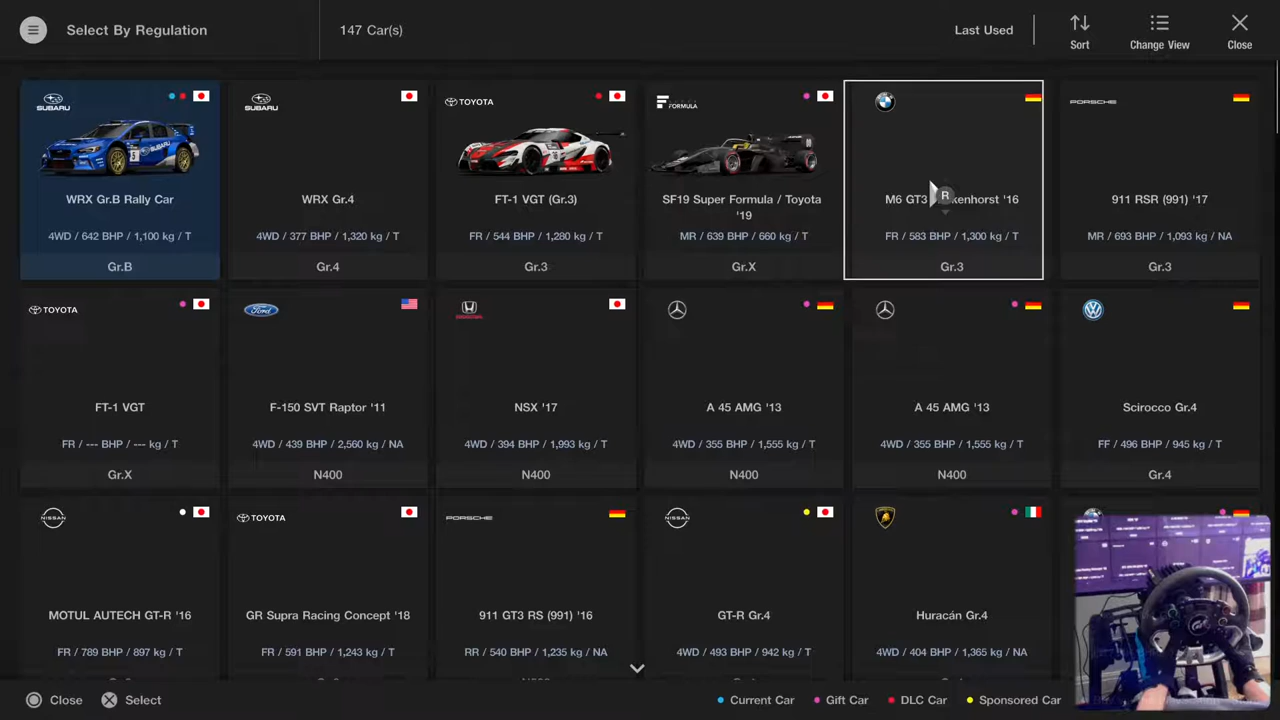 Select By Regulation
147 Car(s)
Last Used
Sort
Change View
Close
SUBARU
WRX Gr.B Rally Car
4WD / 642 BHP / 1,100 kg / T
Gr.B
SUBARU
WRX Gr.4
4WD / 377 BHP / 1,320 kg / T
Gr.4
TOYOTA
FT-1 VGT (Gr.3)
FR / 544 BHP / 1,280 kg / T
Gr.3
FORMULA
SF19 Super Formula / Toyota
'19
MR / 639 BHP / 660 kg / T
Gr.X
R
M6 GT3
'16
FR / 583 BHP / 1,300 kg / T
Gr.3
PORSCHE
911 RSR (991) '17
MR / 693 BHP / 1,093 kg / NA
Gr.3
TOYOTA
FT-1 VGT
FR / --- BHP / --- kg / T
Gr.X
Ford
F-150 SVT Raptor '11
4WD / 439 BHP / 2,560 kg / NA
N400
NSX '17
4WD / 394 BHP / 1,993 kg / T
N400
A 45 AMG '13
4WD / 355 BHP / 1,555 kg / T
N400
A 45 AMG '13
4WD / 355 BHP / 1,555 kg / T
N400
Scirocco Gr.4
FF / 496 BHP / 945 kg / T
Gr.4
NISSAN
MOTUL AUTECH GT-R '16
FR / 789 BHP / 897 kg / T
TOYOTA
GR Supra Racing Concept '18
FR / 591 BHP / 1,243 kg / T
PORSCHE
911 GT3 RS (991) '16
RR / 540 BHP / 1,235 kg / NA
NISSAN
GT-R Gr.4
4WD / 493 BHP / 942 kg / T
Huracán Gr.4
4WD / 404 BHP / 1,365 kg / NA
Close
Select
Current Car
Gift Car
DLC Car
Sponsored Car